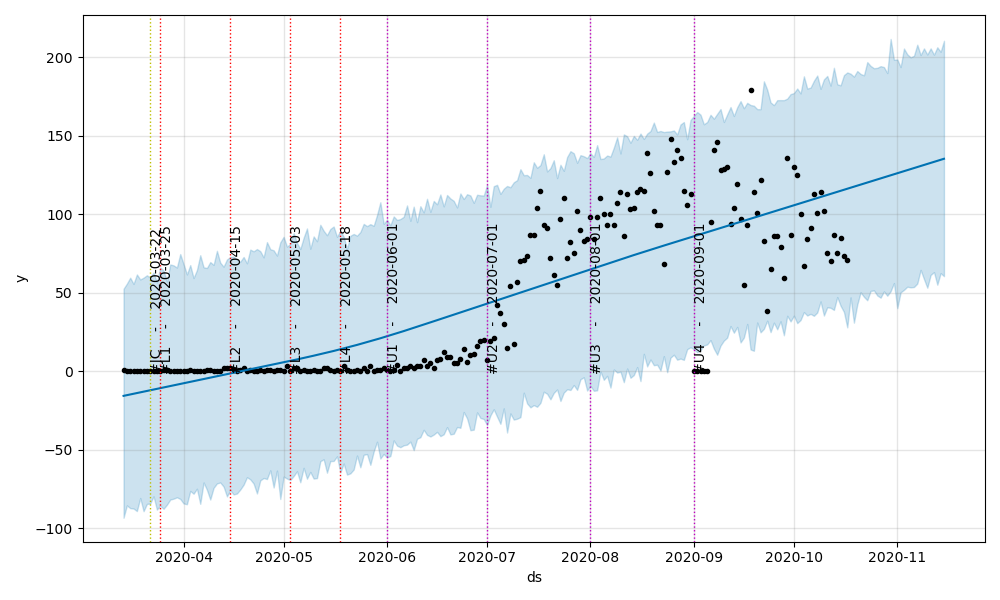 200
150
100
50
0
−50
−100
y
#JC - 2020-03-22
#L1 - 2020-03-25
#L2 - 2020-04-15
#L3 - 2020-05-03
#L4 - 2020-05-18
#U1 - 2020-06-01
#U2 - 2020-07-01
#U3 - 2020-08-01
#U4 - 2020-09-01
2020-04 2020-05 2020-06 2020-07 2020-08 2020-09 2020-10 2020-11
ds